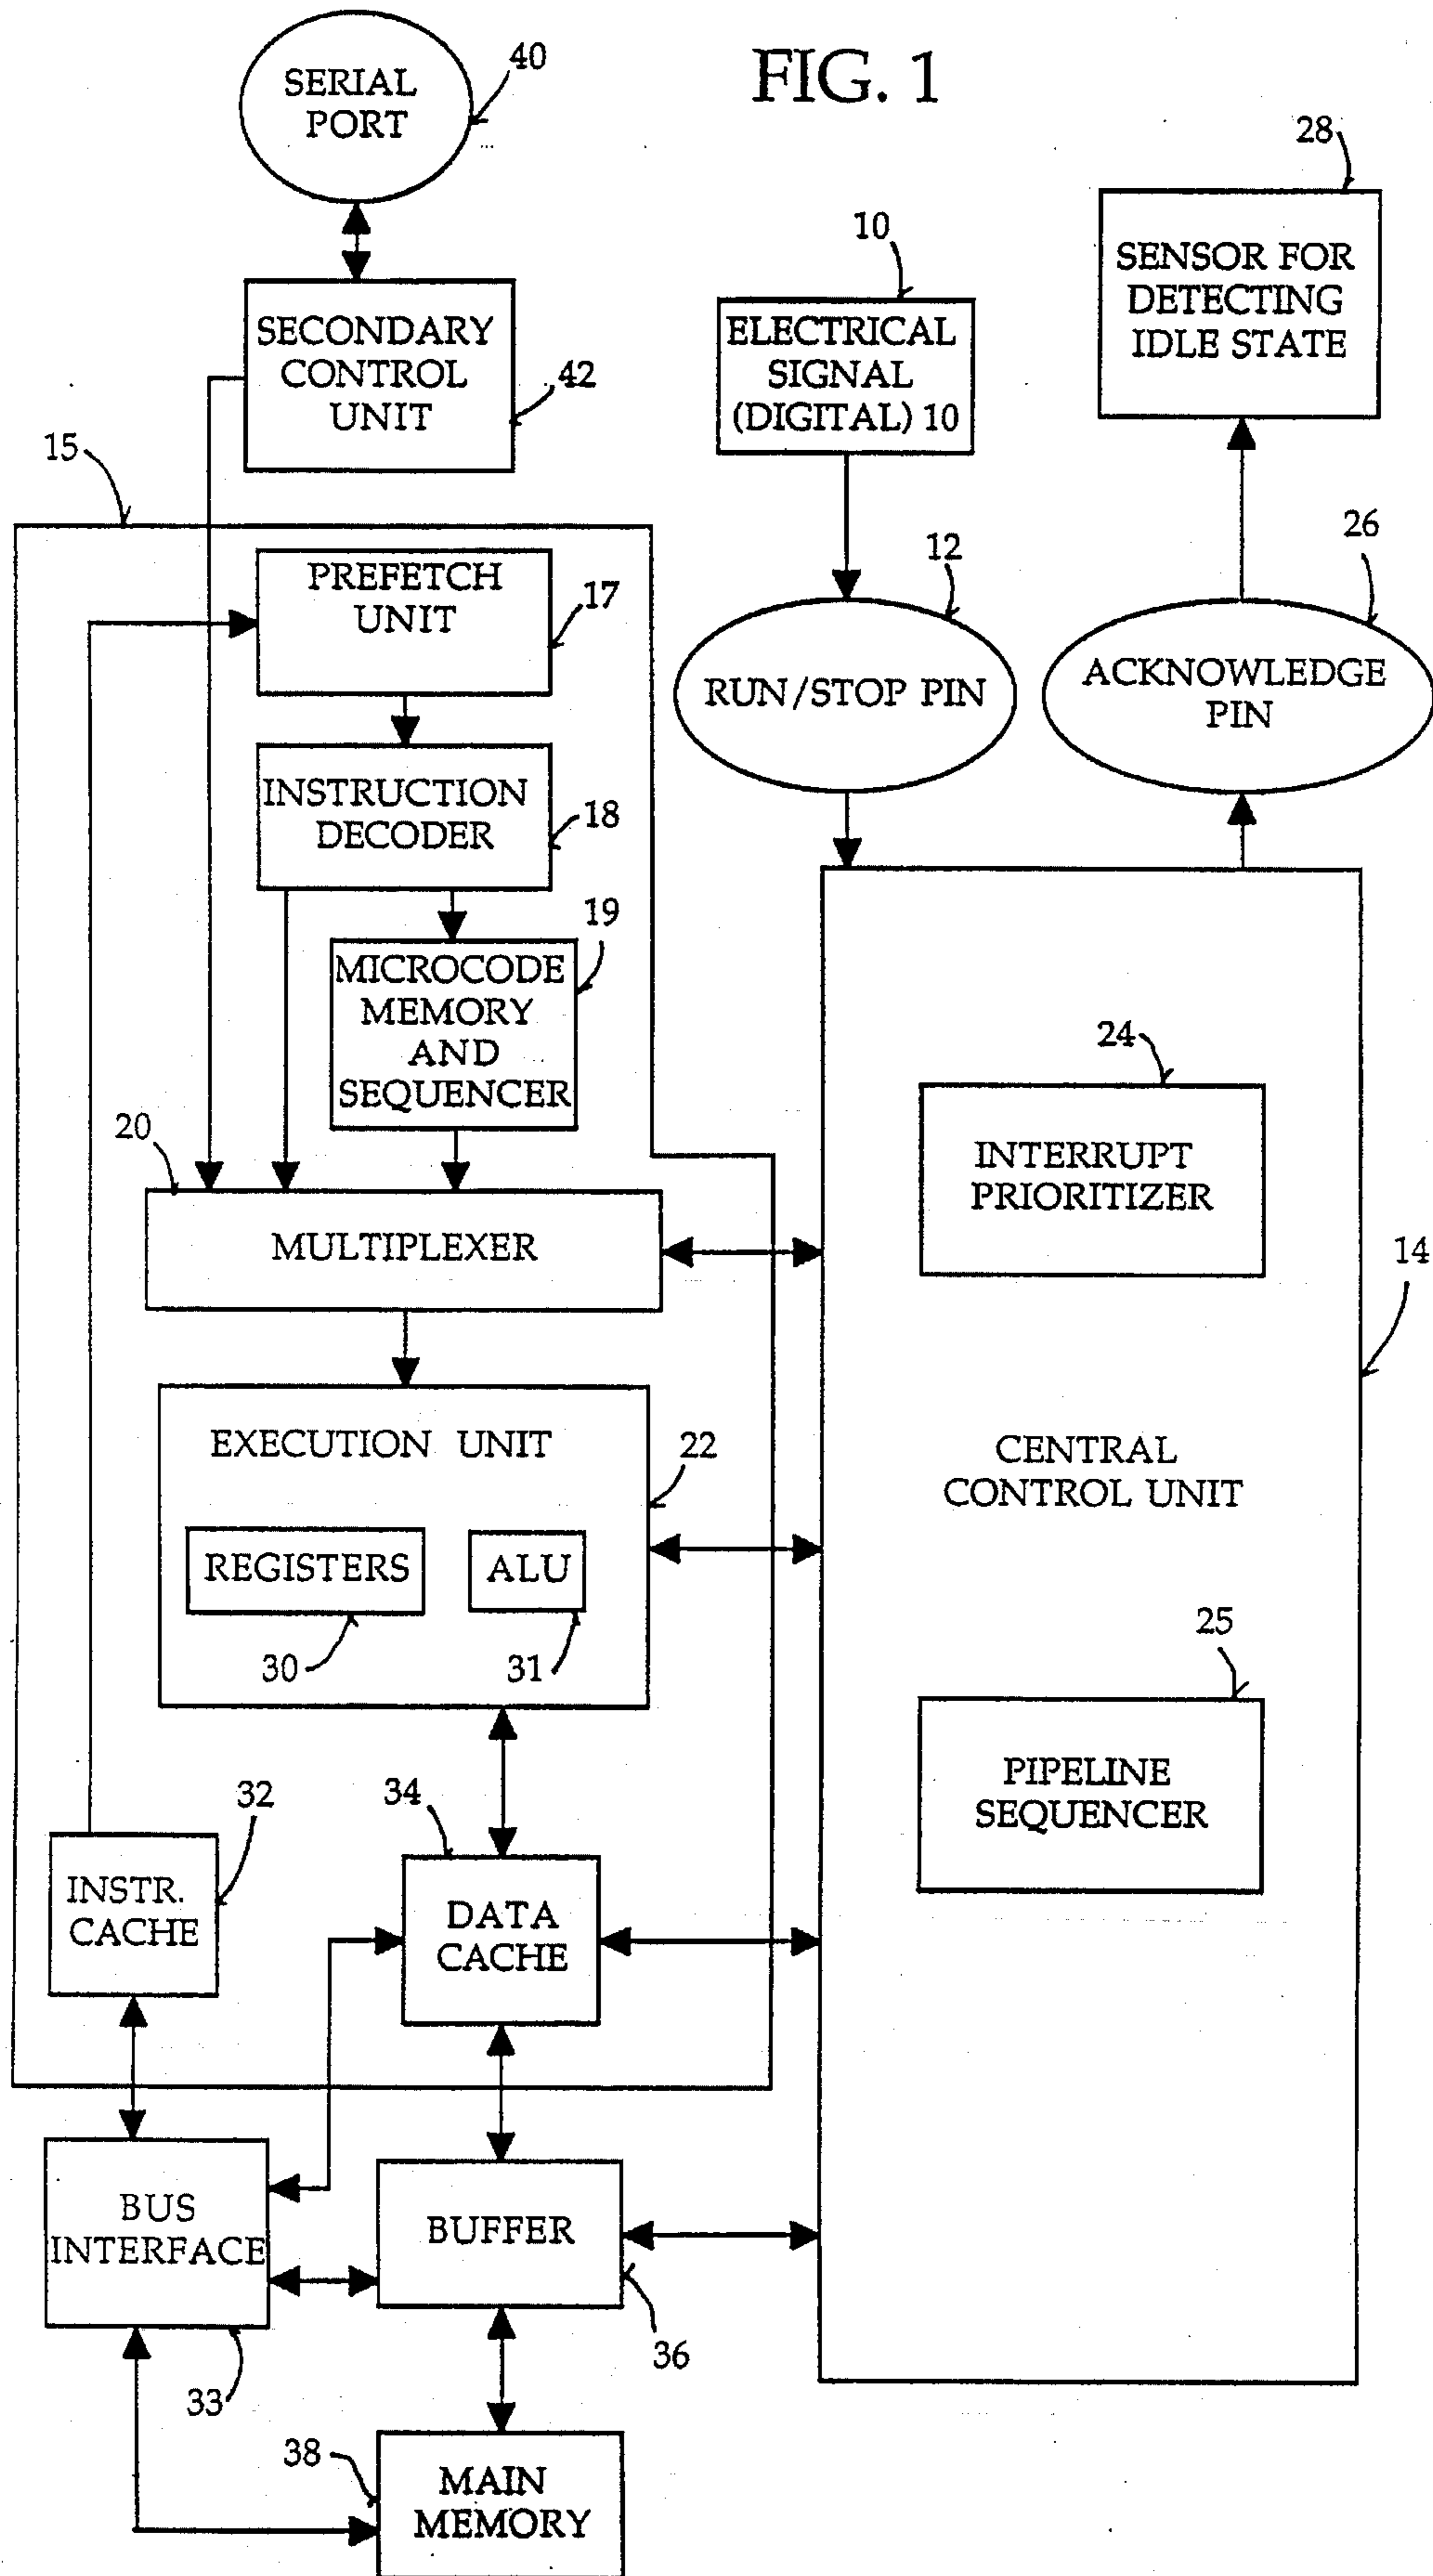 FIG. 1
SERIAL
PORT
40
28
SENSOR FOR
DETECTING
IDLE STATE
10
ELECTRICAL
SIGNAL
(DIGITAL) 10
SECONDARY
CONTROL
UNIT
42
15
PREFETCH
UNIT
17
12
RUN/STOP PIN
26
ACKNOWLEDGE
PIN
INSTRUCTION
DECODER
18
19
MICROCODE
MEMORY
AND
SEQUENCER
24
INTERRUPT
PRIORITIZER
20
MULTIPLEXER
14
EXECUTION UNIT
22
CENTRAL
CONTROL UNIT
REGISTERS
ALU
30
31
25
PIPELINE
SEQUENCER
32
34
INSTR.
CACHE
DATA
CACHE
BUS
INTERFACE
BUFFER
33
36
38
MAIN
MEMORY